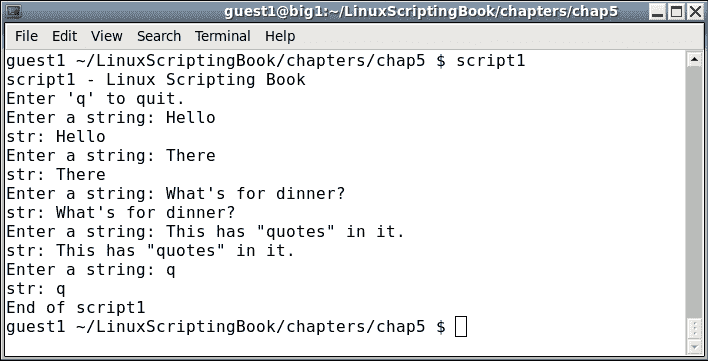 guest1@big1:~/LinuxScriptingBook/chapters/chap5
File Edit View Search Terminal Help
guest1 ~/LinuxScriptingBook/chapters/chap5 $ script1
script1 - Linux Scripting Book
Enter 'q' to quit.
Enter a string: Hello
str: Hello
Enter a string: There
str: There
Enter a string: What's for dinner?
str: What's for dinner?
Enter a string: This has "quotes" in it.
str: This has "quotes" in it.
Enter a string: q
str: q
End of script1
guest1 ~/LinuxScriptingBook/chapters/chap5 $